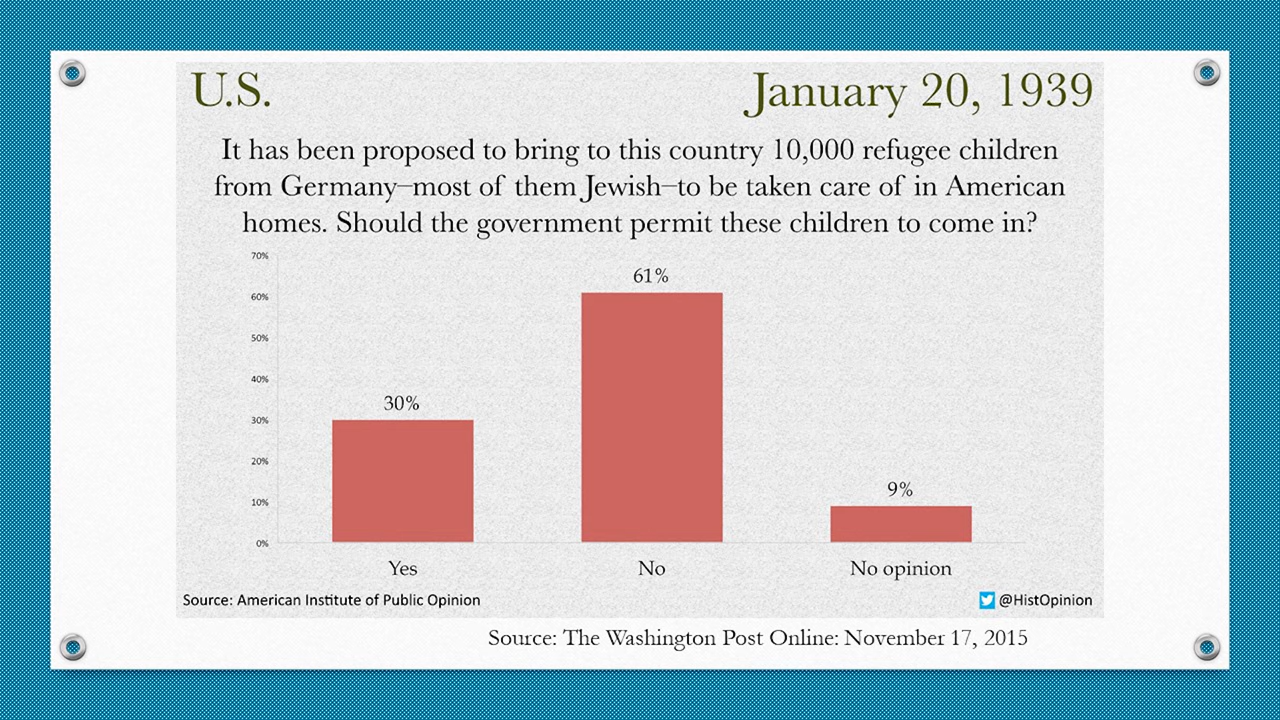 U.S.
January 20, 1939
It has been proposed to bring to this country 10,000 refugee children
from Germany–most of them Jewish–to be taken care of in American
homes. Should the government permit these children to come in?
70%
60%
50%
40%
30%
20%
10%
0%
30%
61%
9%
Yes
No
No opinion
Source: American Institute of Public Opinion
@HistOpinion
Source: The Washington Post Online: November 17, 2015